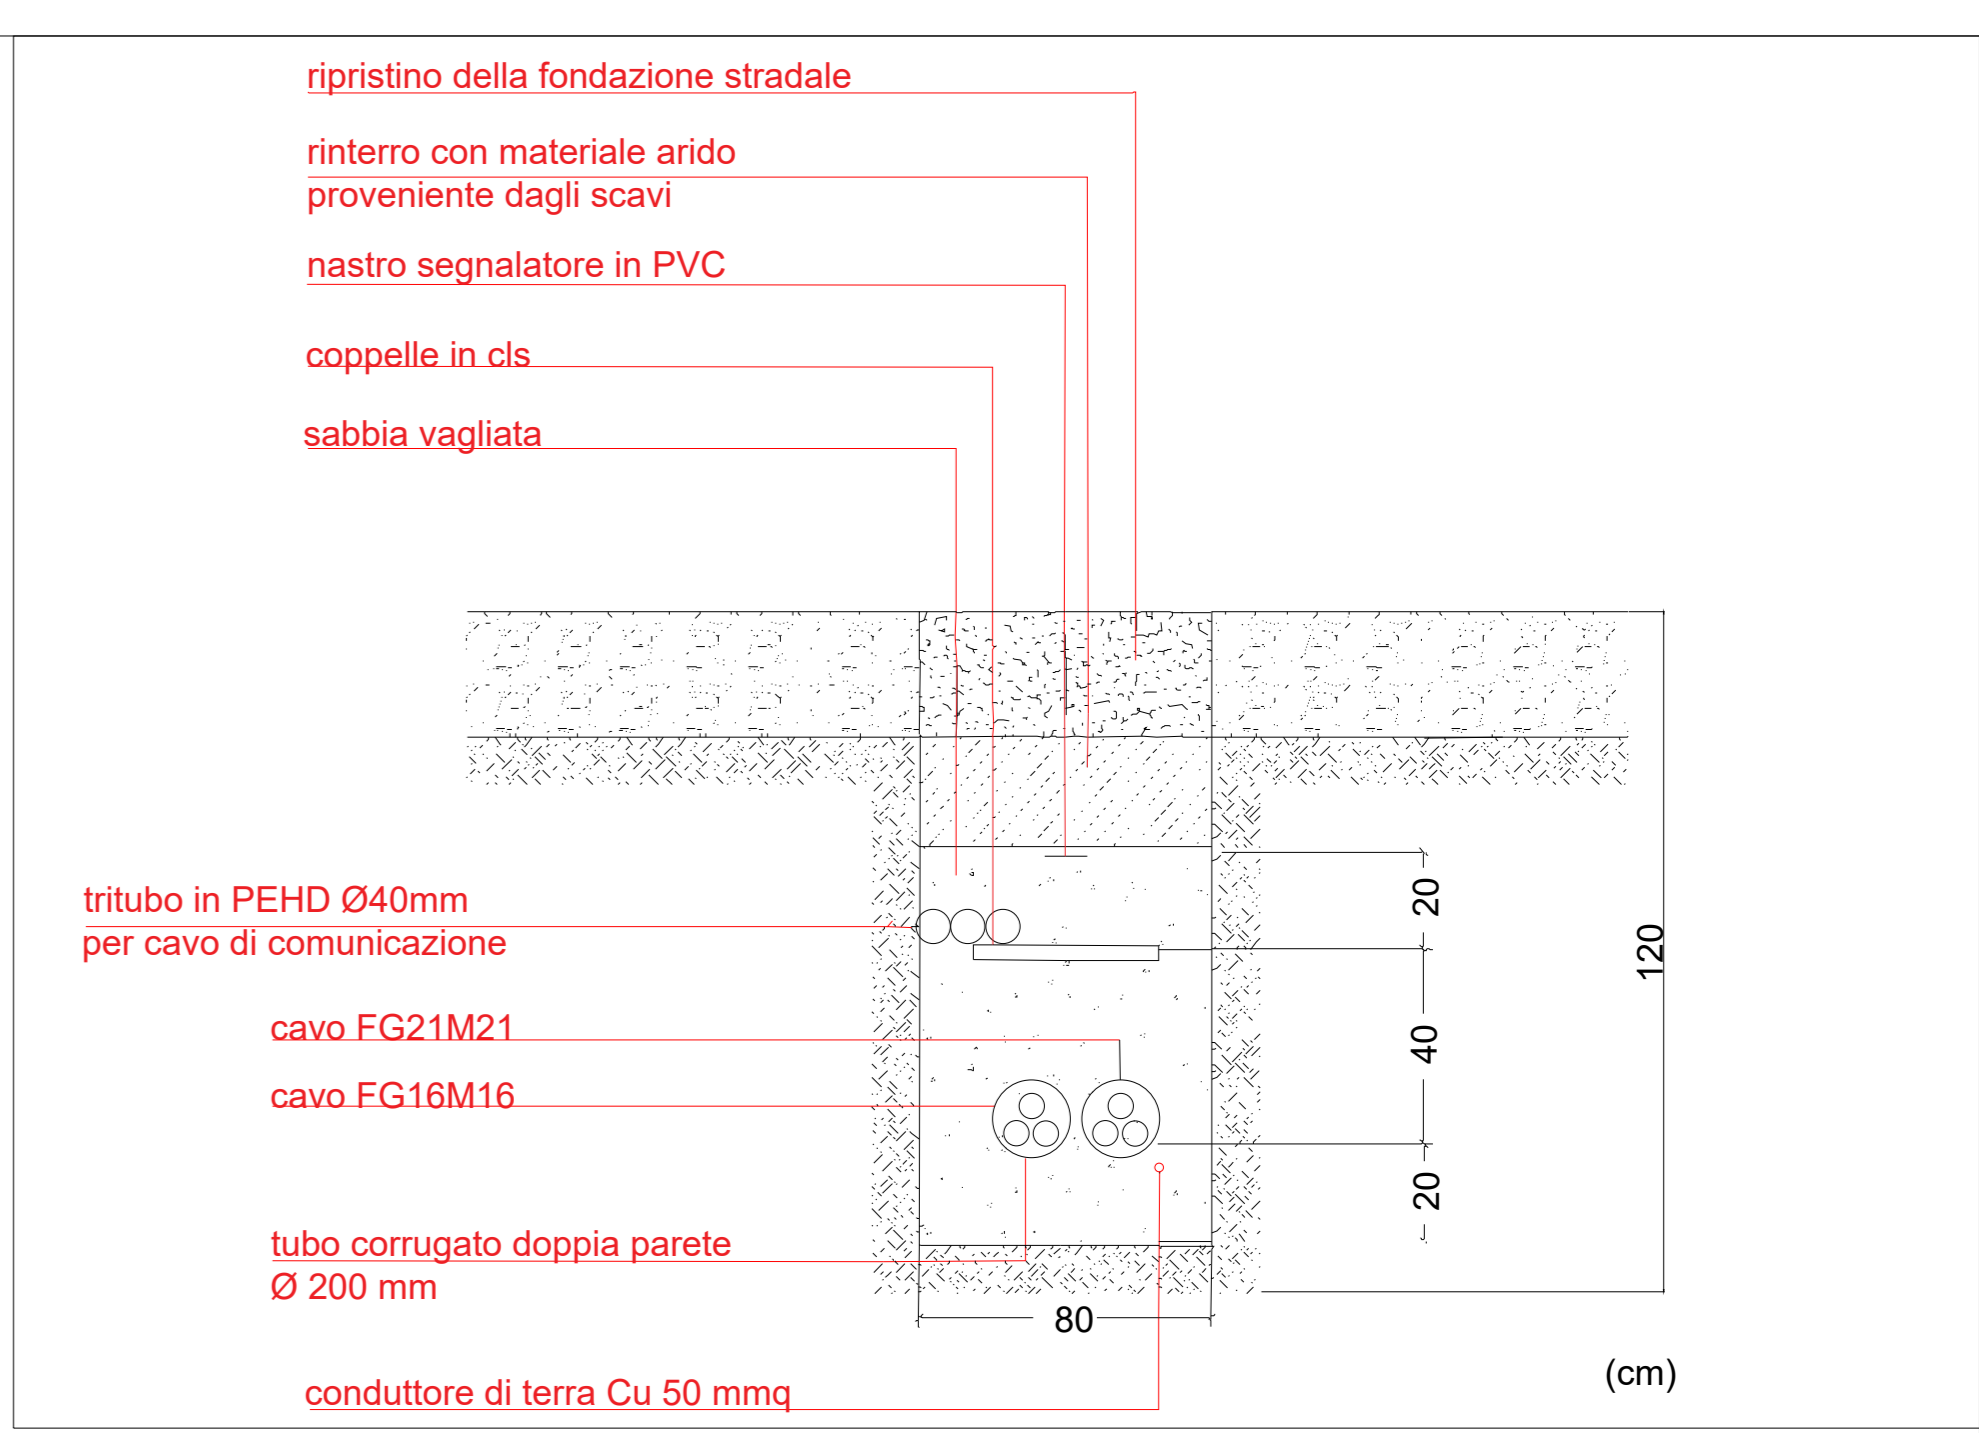 ripristino della fondazione stradale
rinterro con materiale arido
proveniente dagli scavi
nastro segnalatore in PVC
coppelle in cls
sabbia vagliata
tritubo in PEHD Ø40mm
per cavo di comunicazione
cavo FG21M21
cavo FG16M16
tubo corrugato doppia parete
Ø 200 mm
conduttore di terra Cu 50 mmq
20
40
20
120
80
(cm)